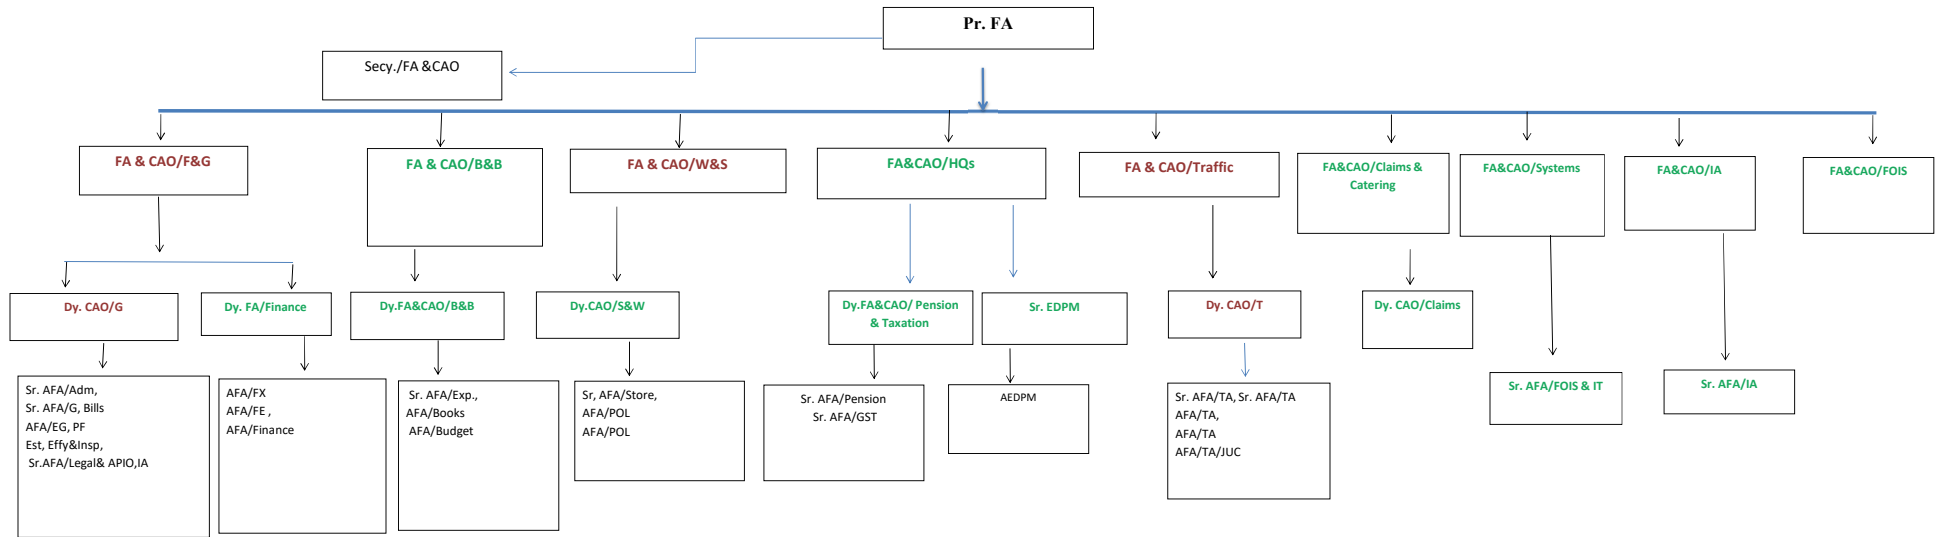 Pr. FA
Secy./FA &CAO
FA & CAO/F&G
FA & CAO/B&B
FA & CAO/W&S
FA&CAO/HQs
FA & CAO/Traffic
FA&CAO/Claims &
Catering
FA&CAO/Systems
FA&CAO/IA
FA&CAO/FOIS
Dy. CAO/G
Dy. FA/Finance
Dy.FA&CAO/B&B
Dy.CAO/S&W
Dy.FA&CAO/ Pension
& Taxation
Sr. EDPM
Dy. CAO/T
Dy. CAO/Claims
Sr. AFA/Adm,
Sr. AFA/G, Bills
AFA/EG, PF
Est, Effy&Insp,
Sr.AFA/Legal& APIO,IA
AFA/FX
AFA/FE ,
AFA/Finance
Sr. AFA/Exp.,
AFA/Books
AFA/Budget
Sr, AFA/Store,
AFA/POL
AFA/POL
Sr. AFA/Pension
Sr. AFA/GST
AEDPM
Sr. AFA/TA, Sr. AFA/TA
AFA/TA,
AFA/TA
AFA/TA/JUC
Sr. AFA/FOIS & IT
Sr. AFA/IA